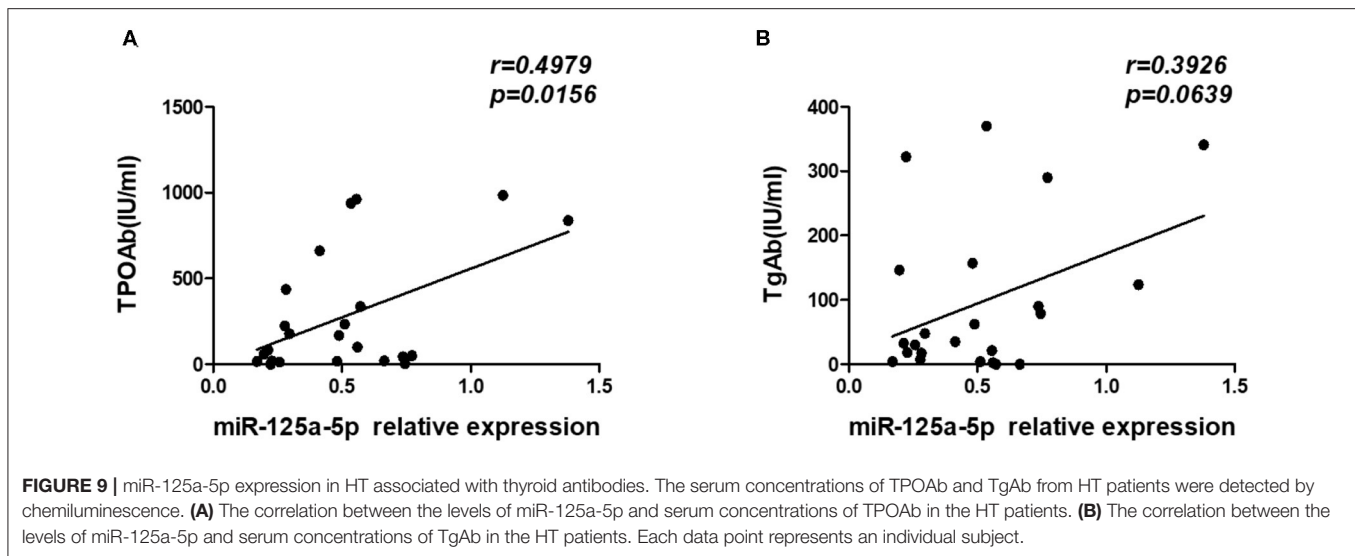 A
r=0.4979
p=0.0156
1500
1000
500
0
TPOAb(IU/ml)
0.0 0.5 1.0 1.5
miR-125a-5p relative expression
B
r=0.3926
p=0.0639
400
300
200
100
0
TgAb(IU/ml)
0.0 0.5 1.0 1.5
miR-125a-5p relative expression
FIGURE 9 | miR-125a-5p expression in HT associated with thyroid antibodies. The serum concentrations of TPOAb and TgAb from HT patients were detected by
chemiluminescence. (A) The correlation between the levels of miR-125a-5p and serum concentrations of TPOAb in the HT patients. (B) The correlation between the
levels of miR-125a-5p and serum concentrations of TgAb in the HT patients. Each data point represents an individual subject.